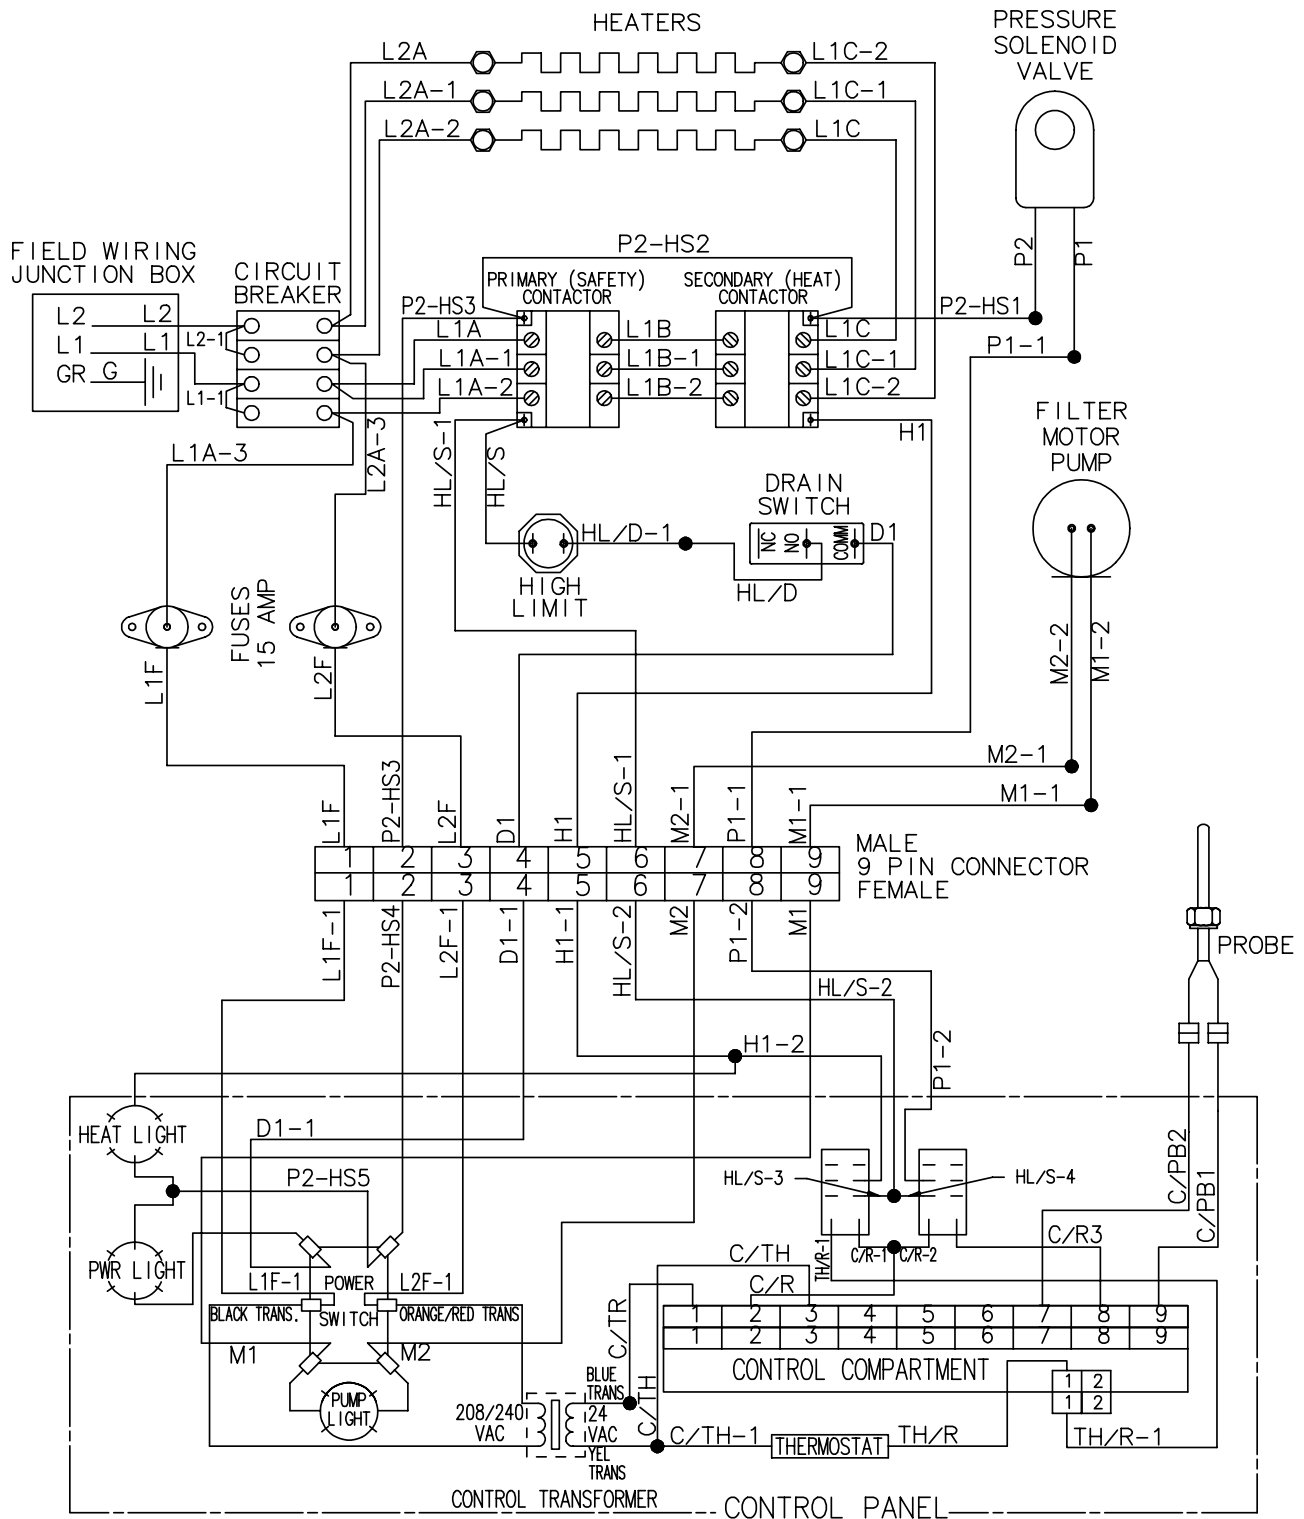 HEATERS
PRESSURE
SOLENOID
VALVE
L2A
L1C-2
L2A-1
L1C-1
L2A-2
L1C
P2
P1
FIELD WIRING
JUNCTION BOX
CIRCUIT
BREAKER
P2-HS2
PRIMARY (SAFETY)
CONTACTOR
SECONDARY (HEAT)
CONTACTOR
P2-HS3
P2-HS1
L2
L2
L2-1
L1
L1
GR
G
L1-1
L1A
L1B
L1C
L1A-1
L1B-1
L1C-1
L1A-2
L1B-2
L1C-2
P1-1
FILTER
MOTOR
PUMP
L1A-3
L2A-3
HL/S-1
HL/S
H1
DRAIN
SWITCH
NC
NO
COMM
D1
HL/D-1
HL/D
HIGH
LIMIT
FUSES
15 AMP
L1F
L2F
M2-2
M1-2
M2-1
M1-1
L1F
P2-HS3
L2F
D1
H1
HL/S-1
M2-1
P1-1
M1-1
1 2 3 4 5 6 7 8 9
1 2 3 4 5 6 7 8 9
MALE
9 PIN CONNECTOR
FEMALE
L1F-1
P2-HS4
L2F-1
D1-1
H1-1
HL/S-2
M2
P1-2
M1
PROBE
HL/S-2
H1-2
P1-2
HEAT LIGHT
D1-1
P2-HS5
HL/S-3
HL/S-4
C/PB2
C/PB1
PWR LIGHT
L1F-1
POWER
SWITCH
L2F-1
BLACK TRANS.
ORANGE/RED TRANS
M1
M2
PUMP
LIGHT
TH/R-1
C/R-1
C/R-2
C/R3
C/TH
C/R
C/TR
1 2 3 4 5 6 7 8 9
1 2 3 4 5 6 7 8 9
CONTROL COMPARTMENT
1 2
1 2
BLUE
TRANS
208/240
VAC
24
VAC
YEL
TRANS
C/TH
C/TH-1
THERMOSTAT
TH/R
TH/R-1
CONTROL TRANSFORMER
CONTROL PANEL